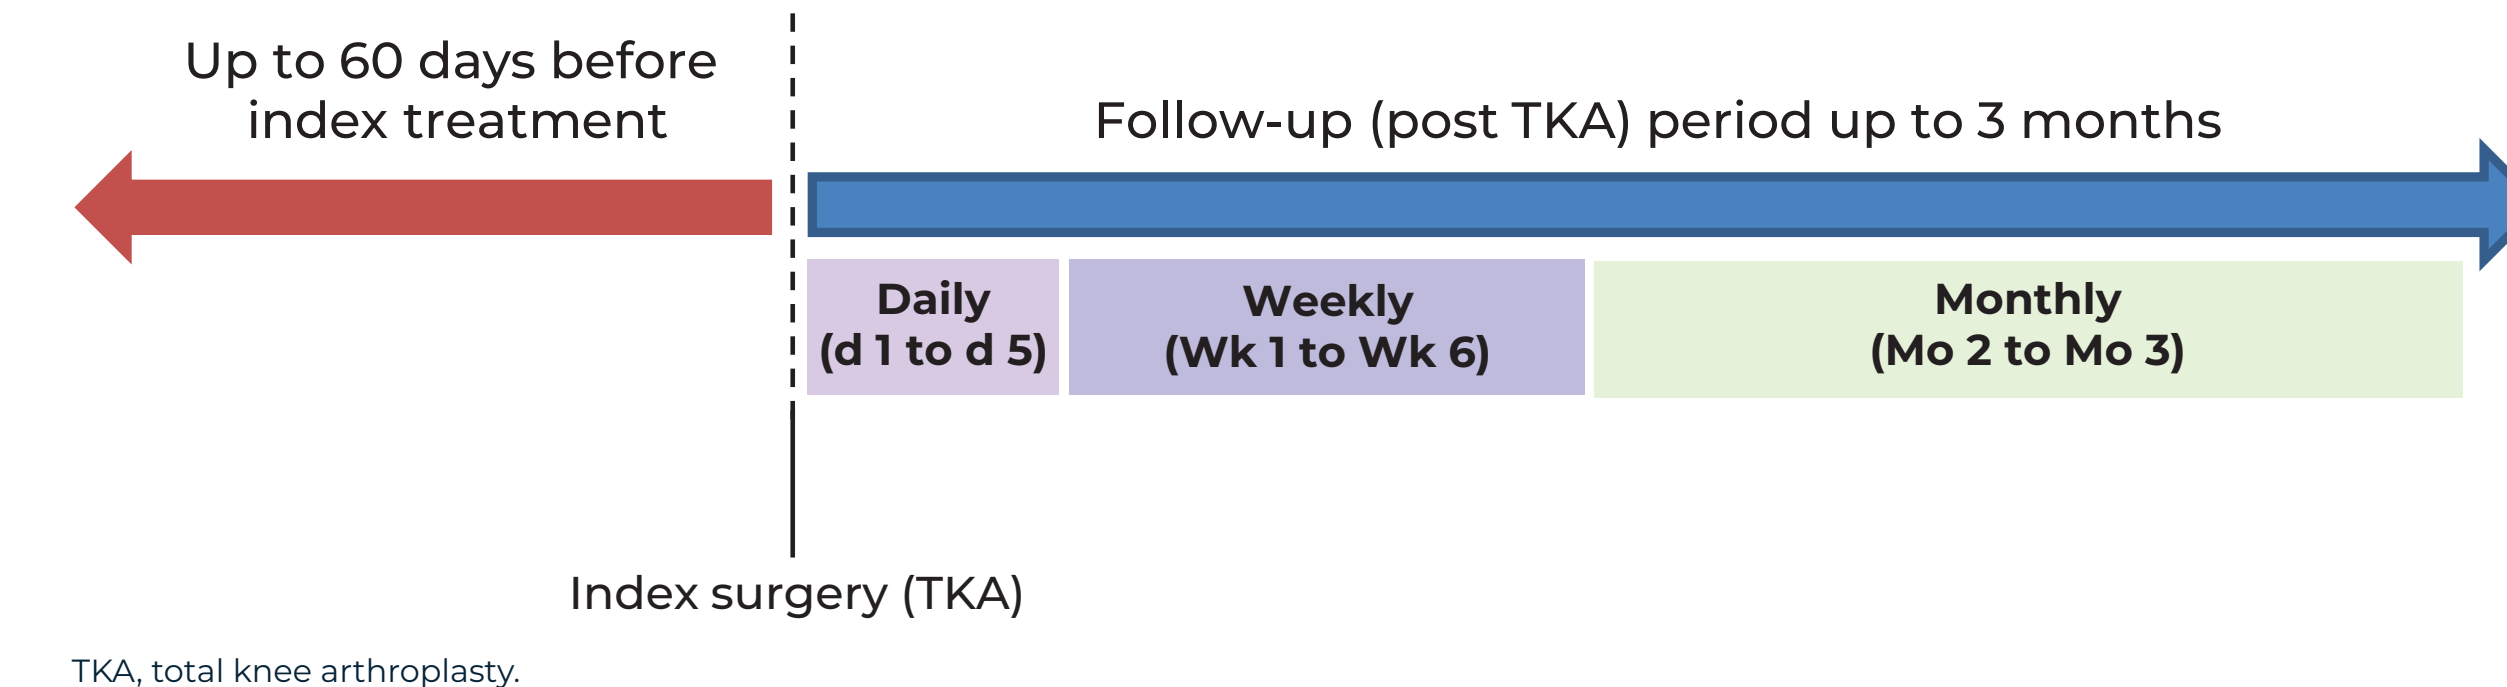 Up to 60 days before
index treatment
Follow-up (post TKA) period up to 3 months
Daily
(d 1 to d 5)
Weekly
(Wk 1 to Wk 6)
Monthly
(Mo 2 to Mo 3)
Index surgery (TKA)
TKA, total knee arthroplasty.